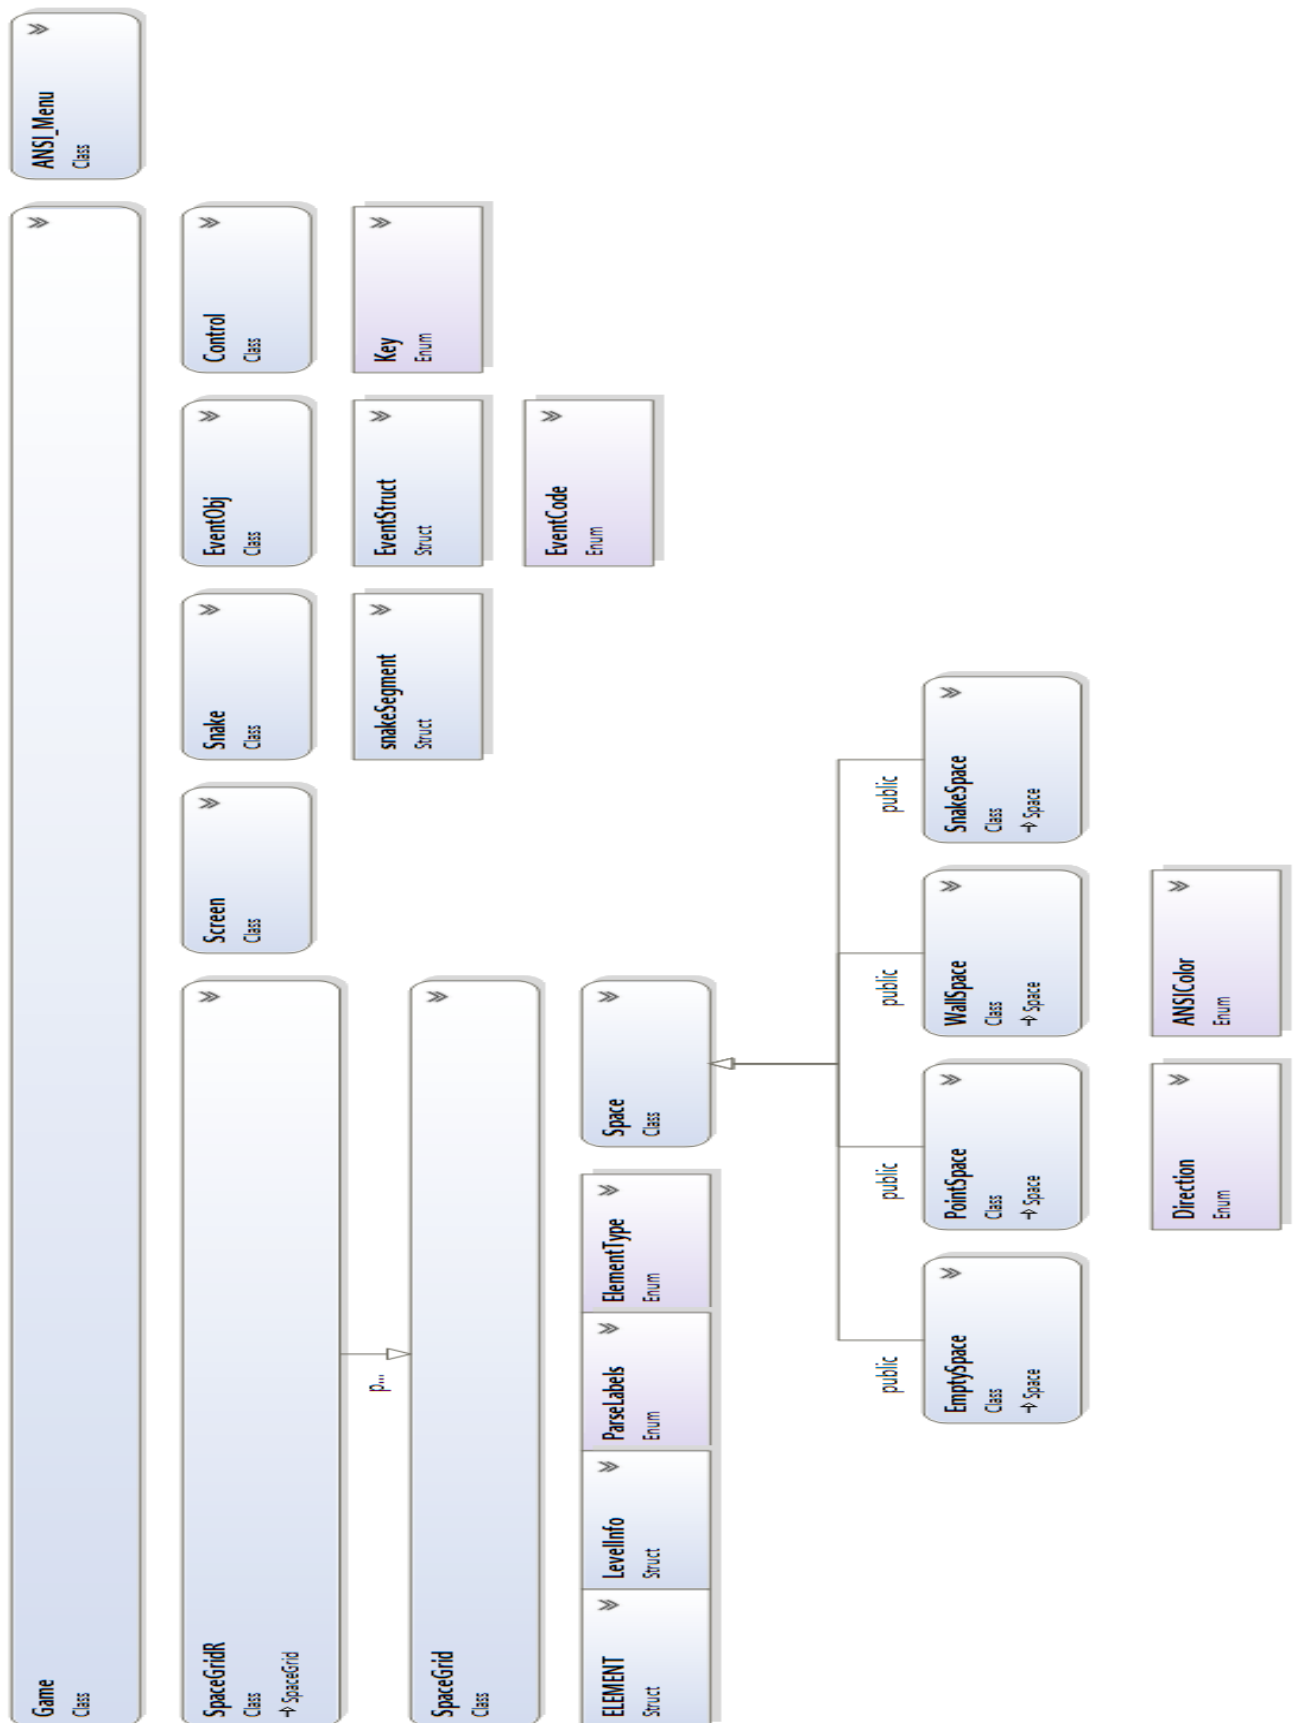 Game
Class
ANSI_Menu
Class
SpaceGridR
Class
SpaceGrid
Screen
Class
Snake
Class
EventObj
Class
Control
Class
p...
snakeSegment
Struct
EventStruct
Struct
Key
Enum
SpaceGrid
Class
EventCode
Enum
ELEMENT
Struct
LevelInfo
Struct
ParseLabels
Enum
ElementType
Enum
Space
Class
public
public
public
public
EmptySpace
Class
Space
PointSpace
Class
Space
WallSpace
Class
Space
SnakeSpace
Class
Space
Direction
Enum
ANSIColor
Enum